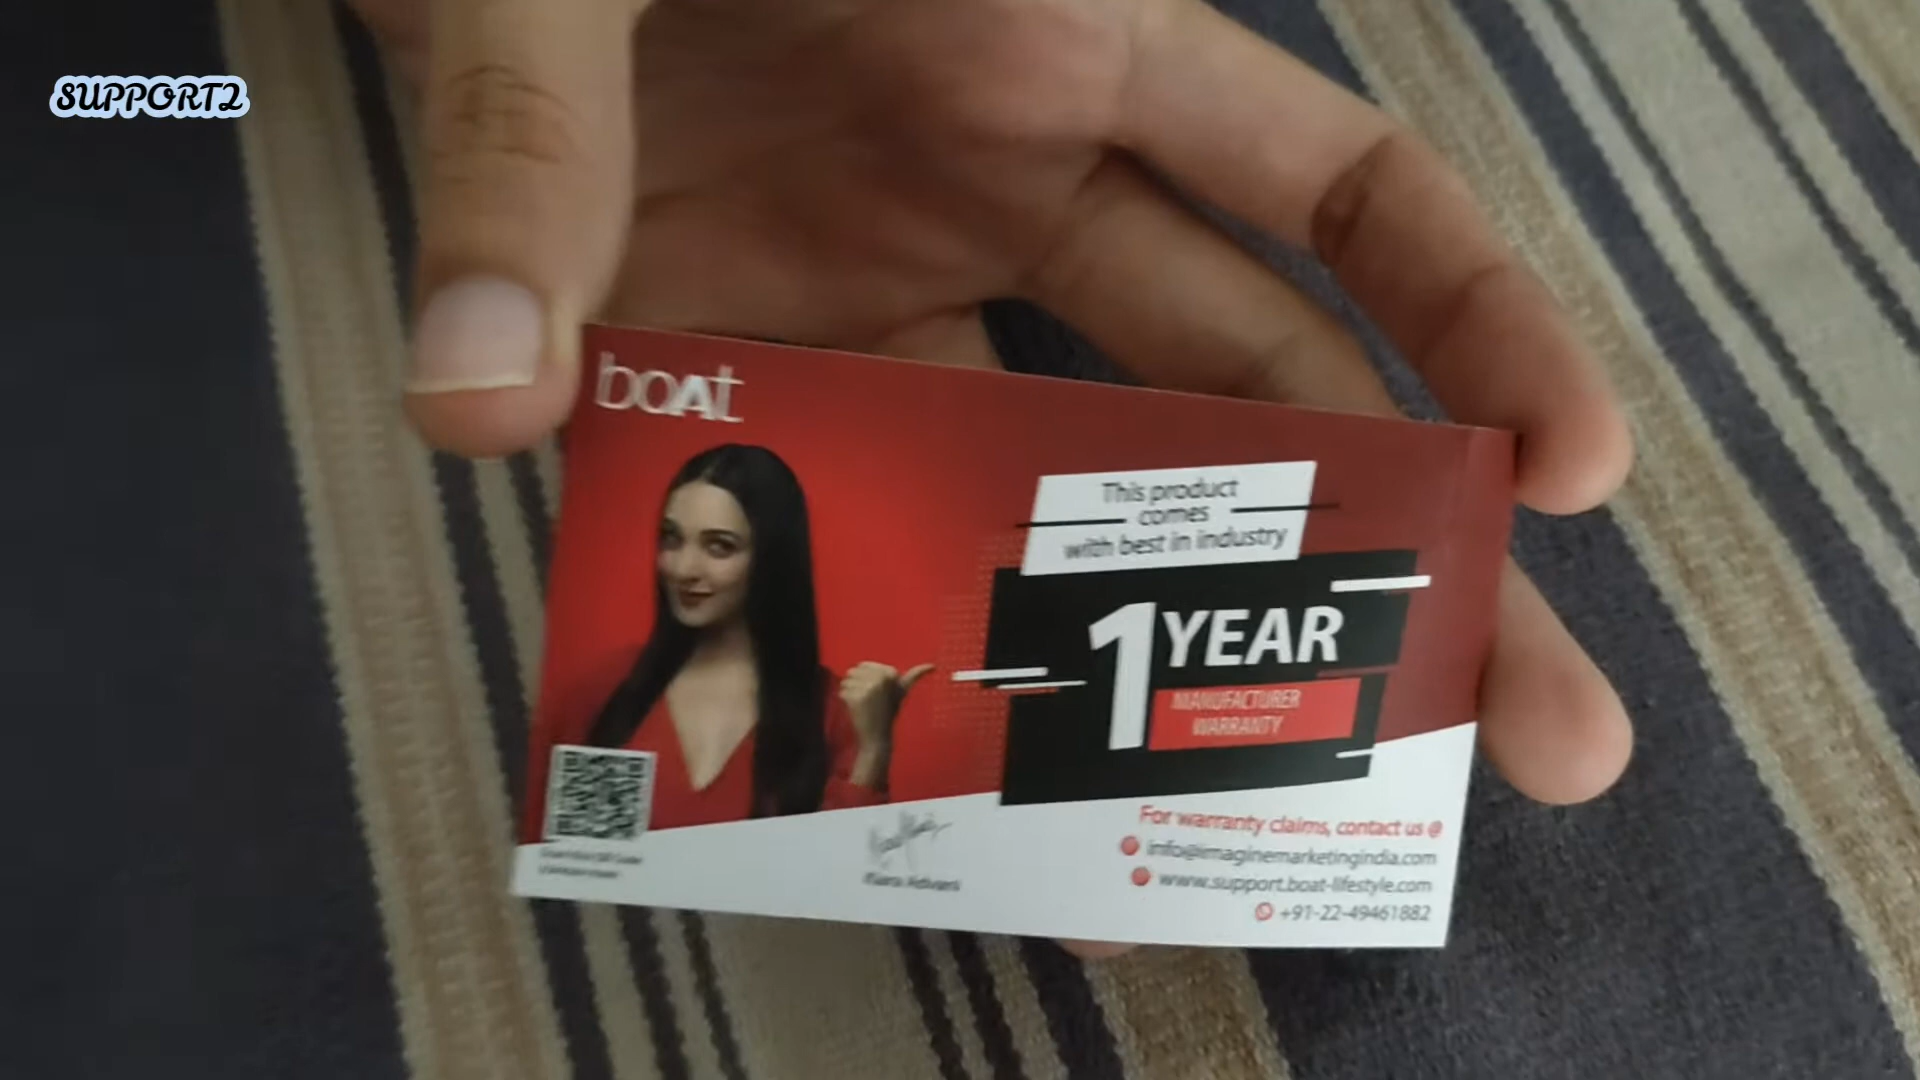 SUPPORT2
boAt
This product
comes
with best in industry
1 YEAR
MANUFACTURER
WARRANTY
For warranty claims, contact us @
info@imaginemarketingindia.com
www.support.boat-lifestyle.com
+91-22-49461882
Kiara Advani